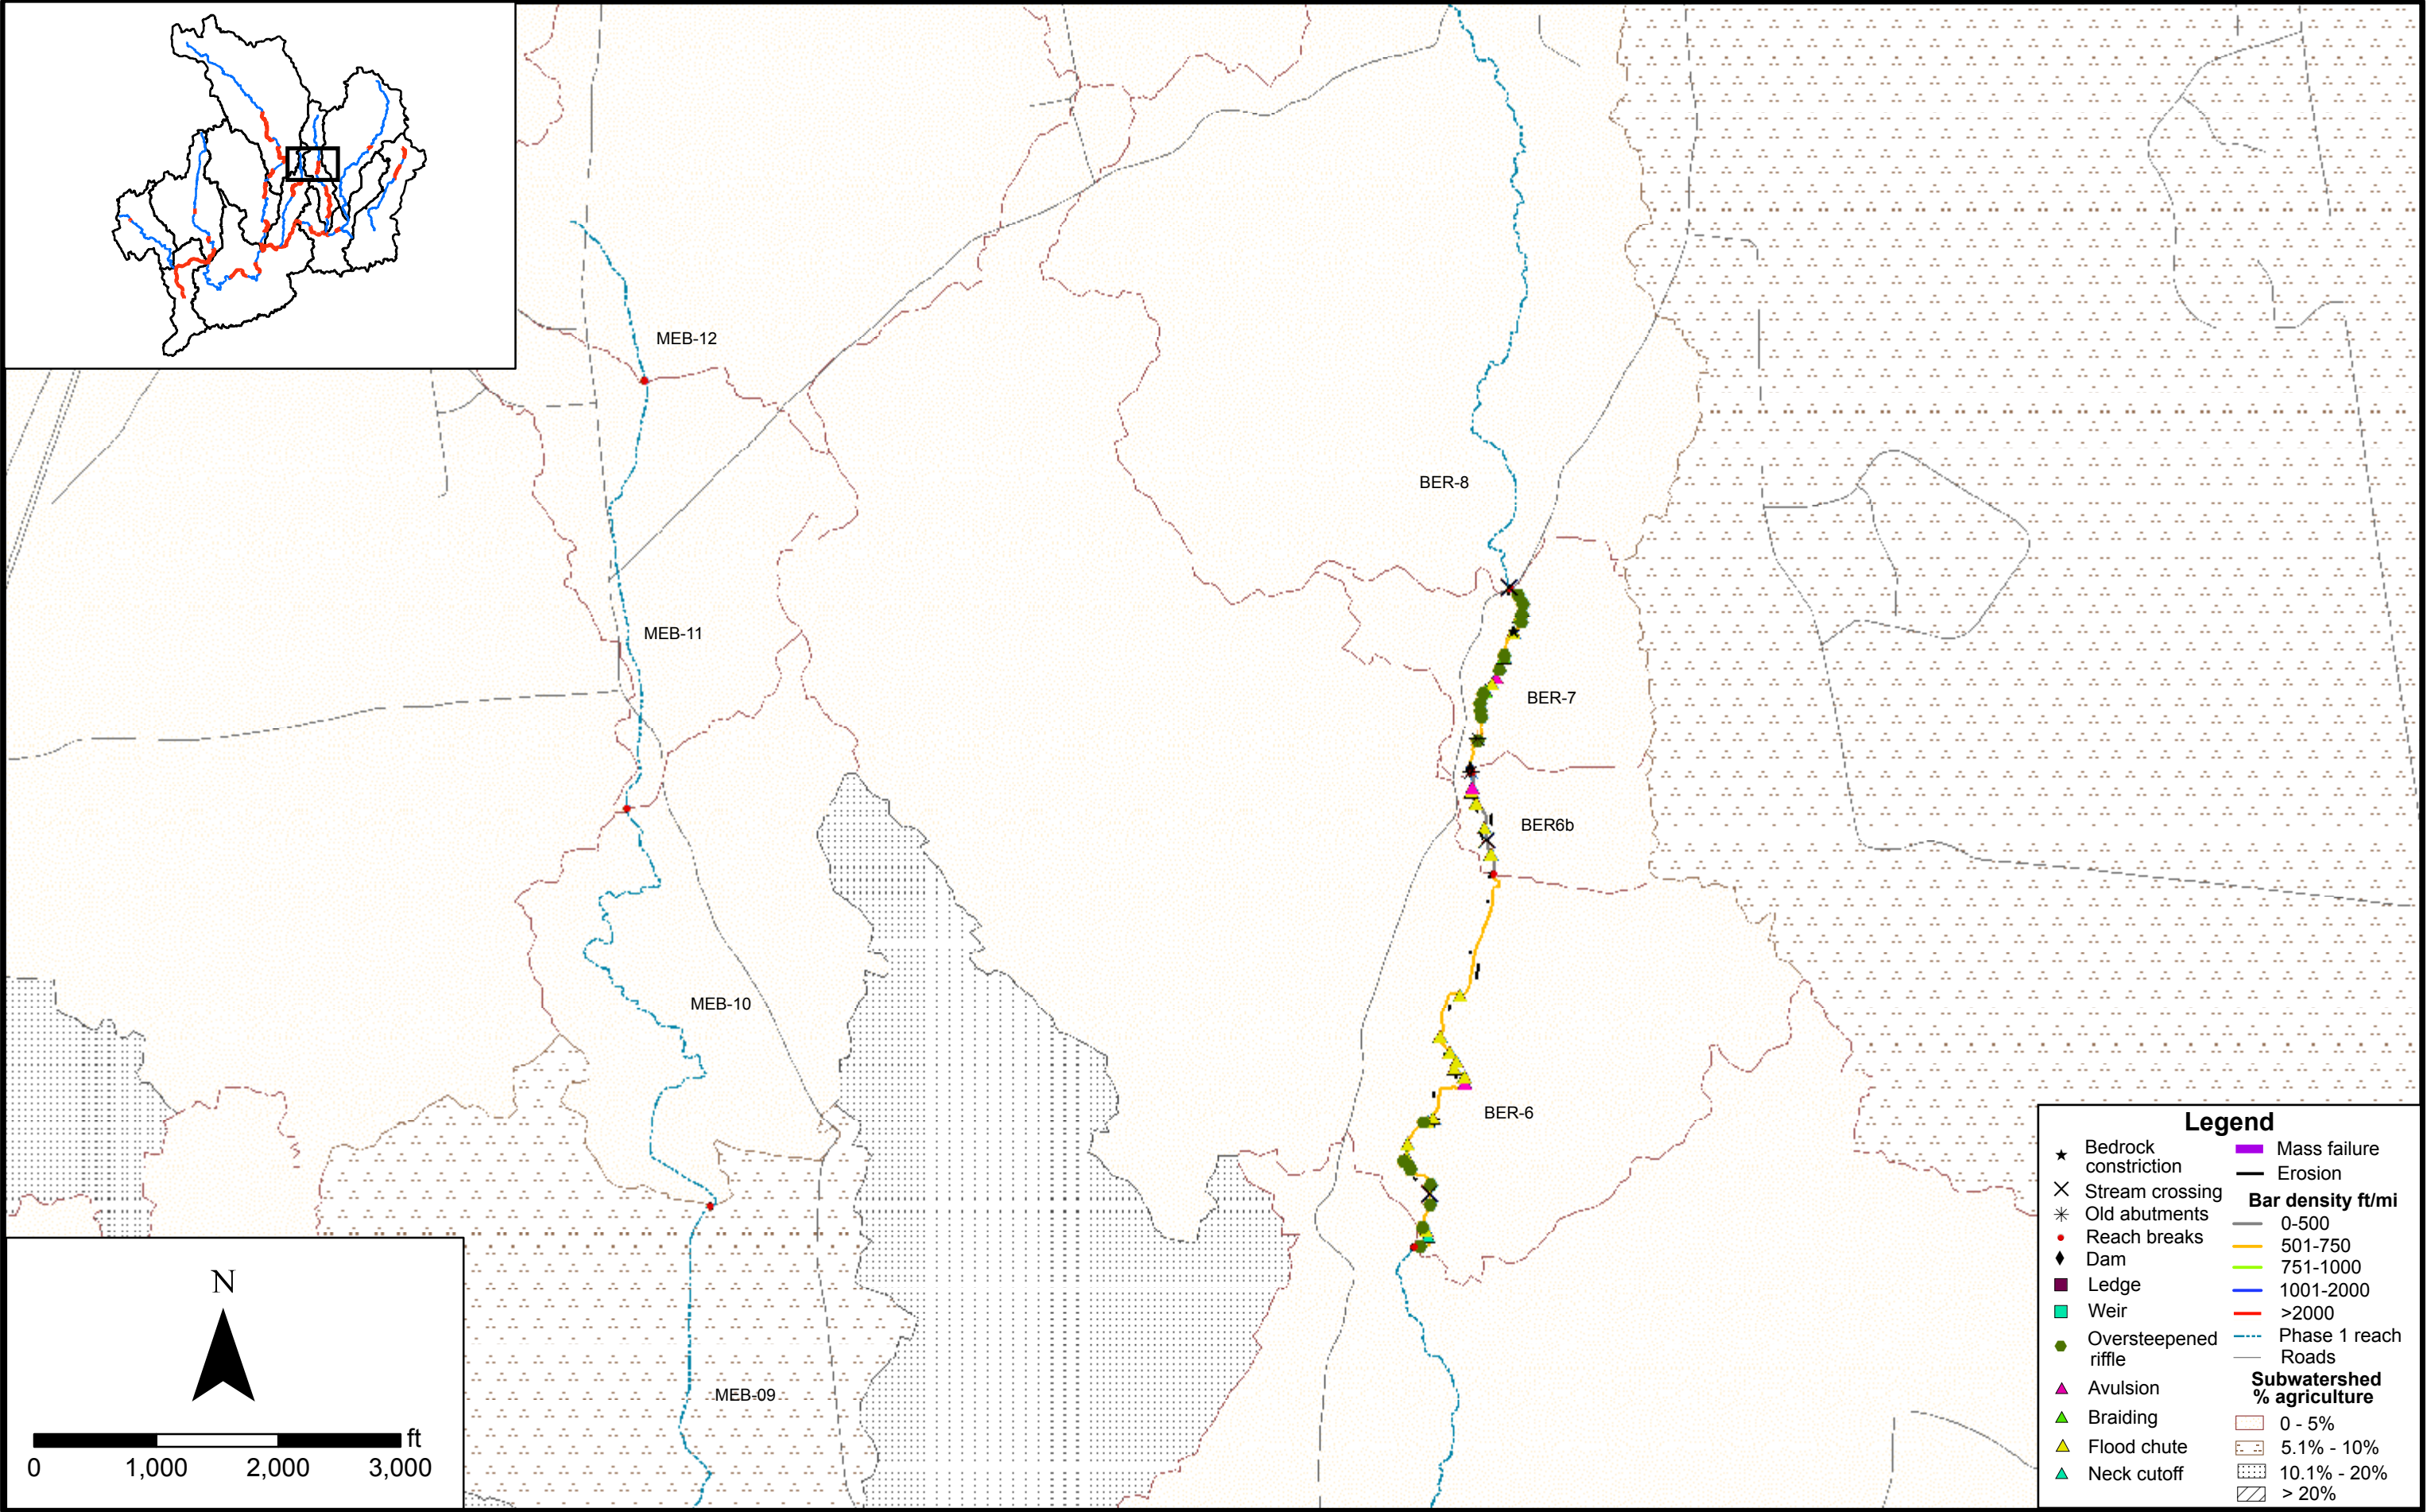 MEB-12
BER-8
MEB-11
BER-7
BER6b
MEB-10
BER-6
MEB-09
N
ft
0 1,000 2,000 3,000
Legend
Bedrock
constriction
Stream crossing
Old abutments
Reach breaks
Dam
Ledge
Weir
Oversteepened
riffle
Avulsion
Braiding
Flood chute
Neck cutoff
Mass failure
Erosion
Bar density ft/mi
0-500
501-750
751-1000
1001-2000
>2000
Phase 1 reach
Roads
Subwatershed
% agriculture
0 - 5%
5.1% - 10%
10.1% - 20%
> 20%